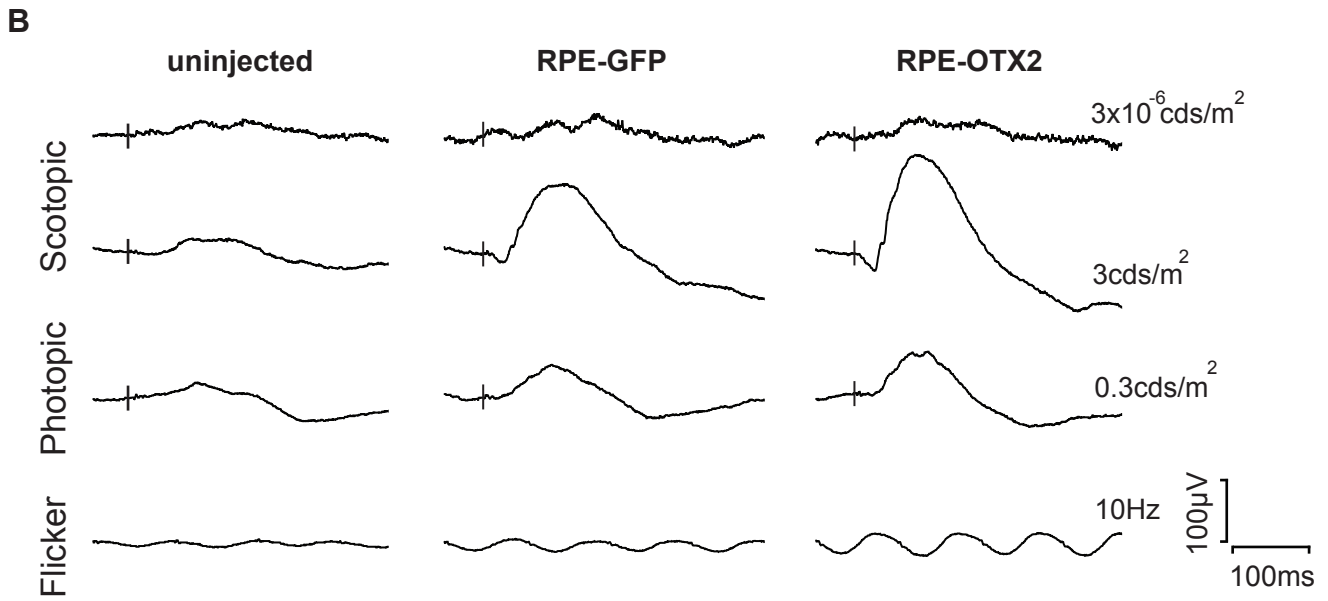 B
uninjected RPE-GFP RPE-OTX2
Scotopic
3x10-6cds/m2
3cds/m2
Photopic
0.3cds/m2
Flicker
10Hz
100µV
100ms